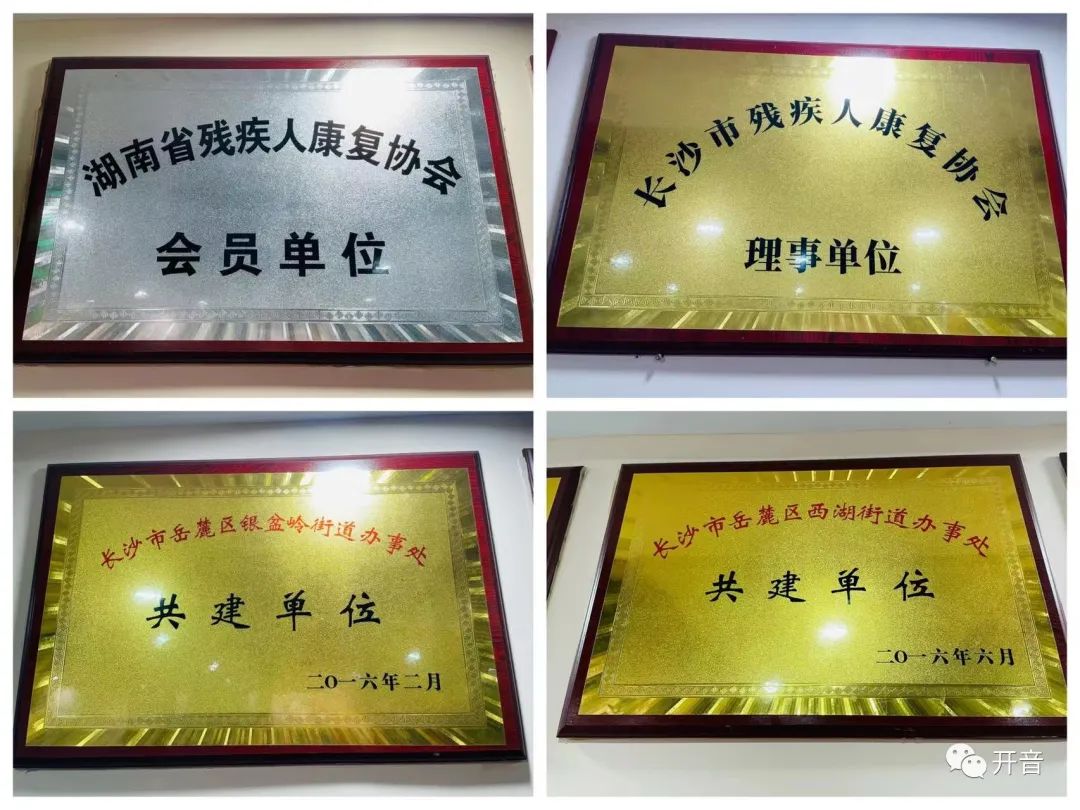 湖南省残疾人康复协会
会员单位
长沙市残疾人康复协会
理事单位
长沙市岳麓区银盆岭街道办事处
共建单位
二O一六年二月
长沙市岳麓区西湖街道办事处
共建单位
二O一六年六月
开音